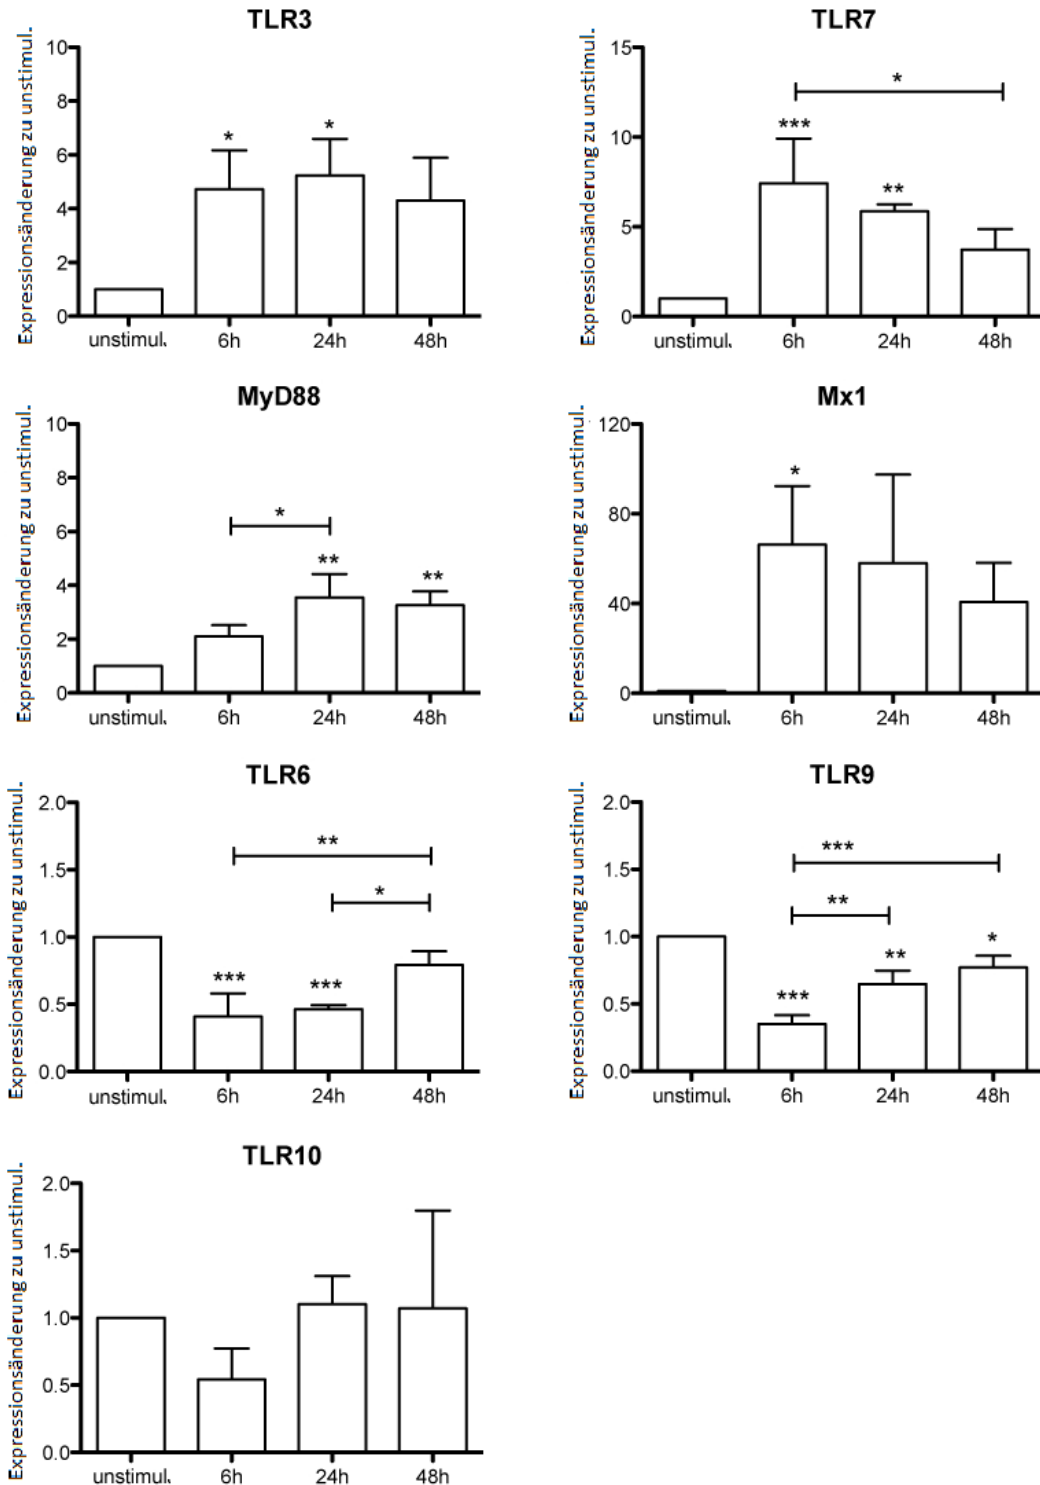 TLR3
Expressionsänderung zu unstimul.
10
8
6
4
2
0
*
*
unstimul.
6h
24h
48h
TLR7
Expressionsänderung zu unstimul.
15
10
5
0
*
***
**
unstimul.
6h
24h
48h
MyD88
Expressionsänderung zu unstimul.
10
8
6
4
2
0
*
**
**
unstimul.
6h
24h
48h
Mx1
Expressionsänderung zu unstimul.
120
80
40
0
*
unstimul.
6h
24h
48h
TLR6
Expressionsänderung zu unstimul.
2.0
1.5
1.0
0.5
0.0
**
*
***
***
unstimul.
6h
24h
48h
TLR9
Expressionsänderung zu unstimul.
2.0
1.5
1.0
0.5
0.0
***
**
***
**
*
unstimul.
6h
24h
48h
TLR10
Expressionsänderung zu unstimul.
2.0
1.5
1.0
0.5
0.0
unstimul.
6h
24h
48h